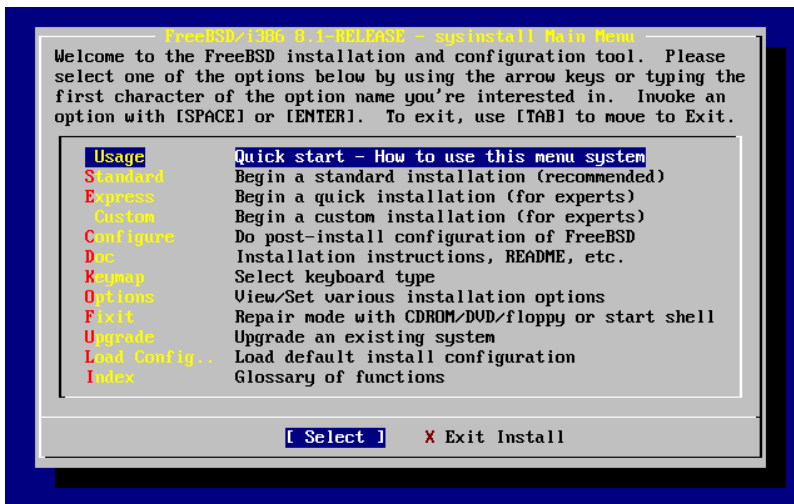 FreeBSD/i386 8.1-RELEASE - sysinstall Main Menu
Welcome to the FreeBSD installation and configuration tool.  Please
select one of the options below by using the arrow keys or typing the
first character of the option name you're interested in.  Invoke an
option with [SPACE] or [ENTER].  To exit, use [TAB] to move to Exit.
Usage Quick start - How to use this menu system
Standard Begin a standard installation (recommended)
Express Begin a quick installation (for experts)
Custom Begin a custom installation (for experts)
Configure Do post-install configuration of FreeBSD
Doc Installation instructions, README, etc.
Keymap Select keyboard type
Options View/Set various installation options
Fixit Repair mode with CDROM/DVD/floppy or start shell
Upgrade Upgrade an existing system
Load Config.. Load default install configuration
Index Glossary of functions
[ Select ] X Exit Install